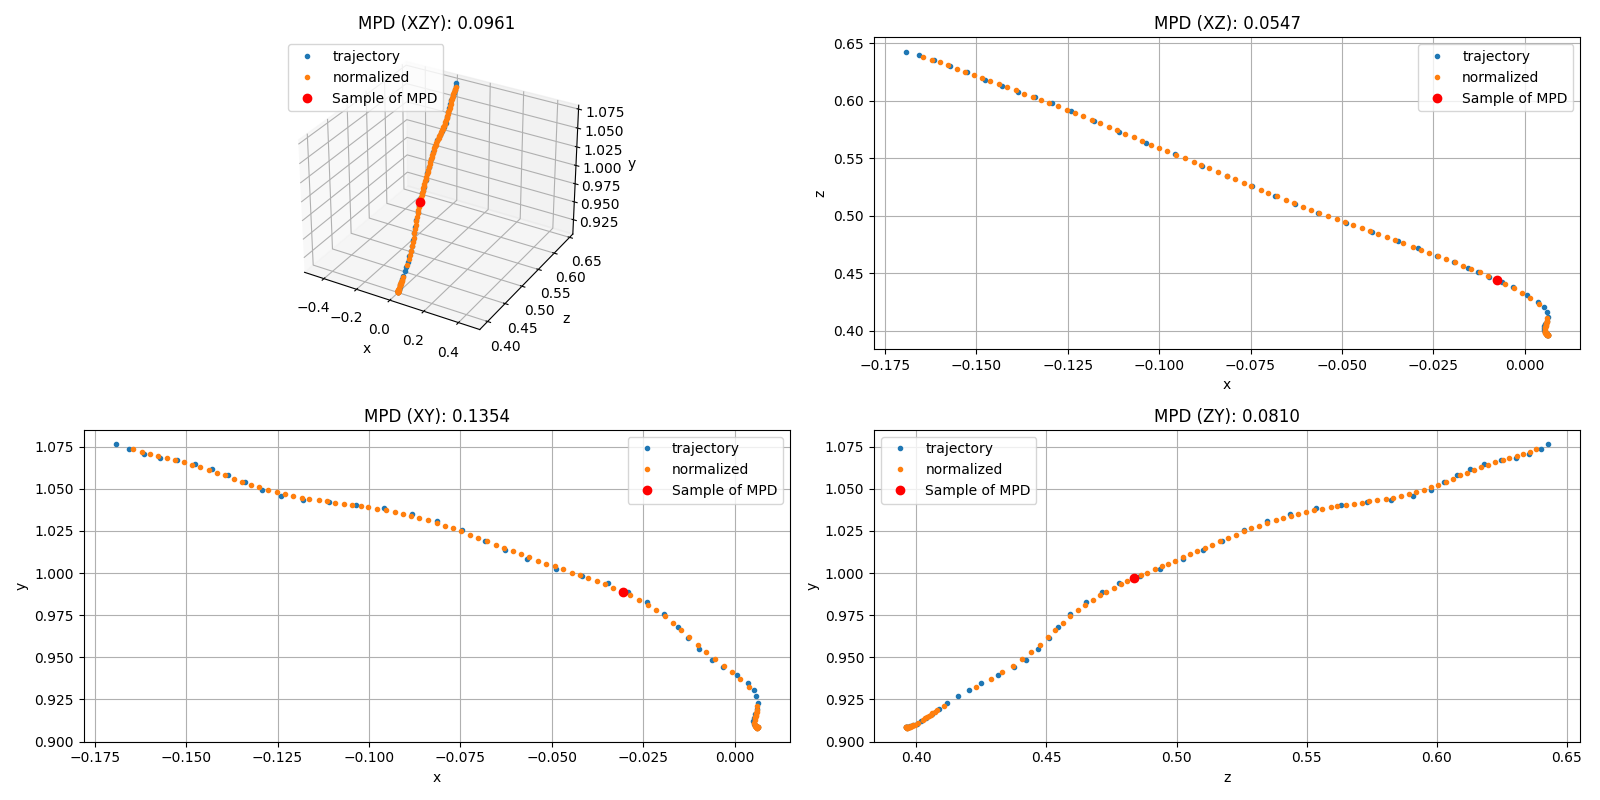 MPD (XZY): 0.0961
trajectory
normalized
Sample of MPD
1.075
1.050
1.025
1.000
0.975
0.950
0.925
y
0.65
0.60
0.55
0.50
0.45
0.40
z
−0.4
−0.2
0.0
0.2
0.4
x
MPD (XZ): 0.0547
trajectory
normalized
Sample of MPD
0.65
0.60
0.55
0.50
0.45
0.40
z
−0.175 −0.150 −0.125 −0.100 −0.075 −0.050 −0.025 0.000
x
MPD (XY): 0.1354
trajectory
normalized
Sample of MPD
1.075
1.050
1.025
1.000
0.975
0.950
0.925
0.900
y
−0.175 −0.150 −0.125 −0.100 −0.075 −0.050 −0.025 0.000
x
MPD (ZY): 0.0810
trajectory
normalized
Sample of MPD
1.075
1.050
1.025
1.000
0.975
0.950
0.925
0.900
y
0.40 0.45 0.50 0.55 0.60 0.65
z